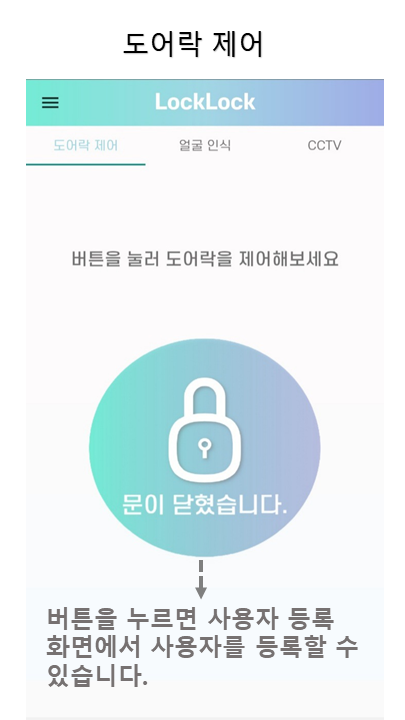 도어락 제어
LockLock
도어락 제어 얼굴 인식 CCTV
버튼을 눌러 도어락을 제어해보세요
문이 닫혔습니다.
버튼을 누르면 사용자 등록
화면에서 사용자를 등록할 수
있습니다.